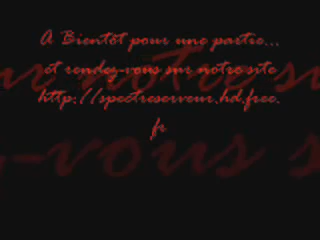 A Bientôt pour une partie...
et rendez-vous sur notre site
http://spectreserveur.hd.free.
fr